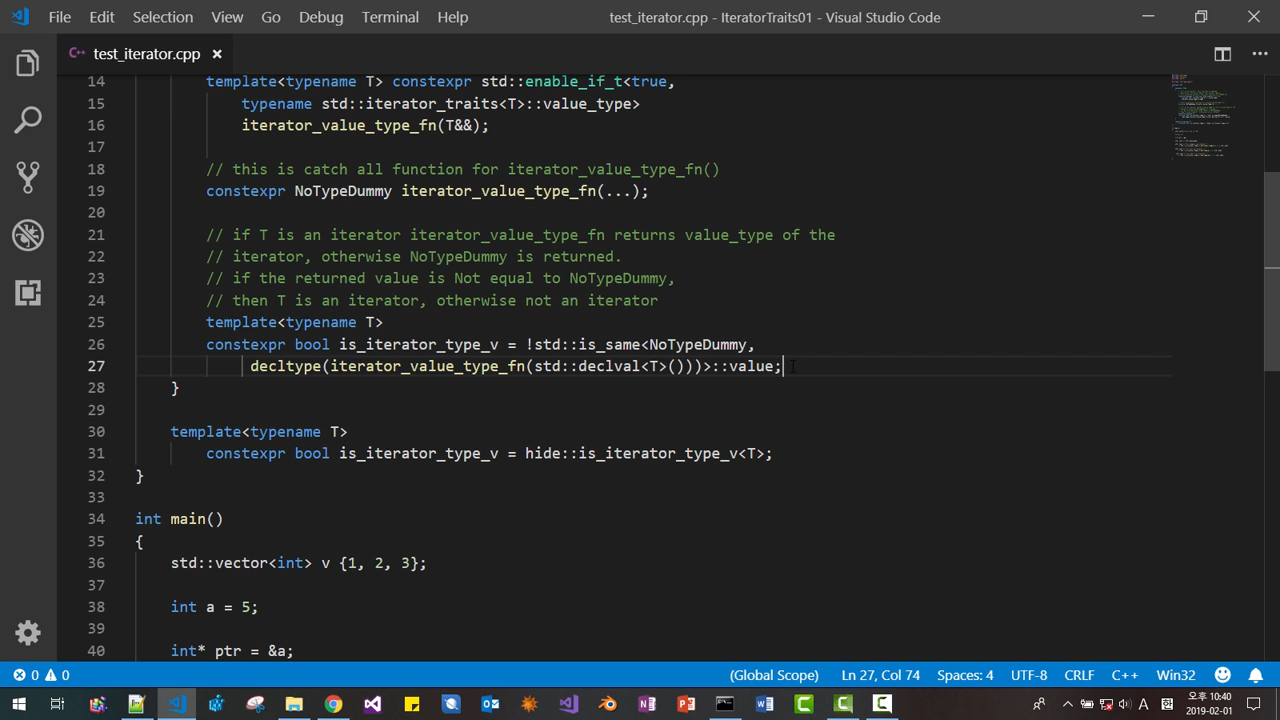 File Edit Selection View Go Debug Terminal Help test_iterator.cpp - IteratorTraits01 - Visual Studio Code
C++ test_iterator.cpp ×
14 template<typename T> constexpr std::enable_if_t<true,
15 typename std::iterator_traits<T>::value_type>
16 iterator_value_type_fn(T&&);
17
18 // this is catch all function for iterator_value_type_fn()
19 constexpr NoTypeDummy iterator_value_type_fn(...);
20
21 // if T is an iterator iterator_value_type_fn returns value_type of the
22 // iterator, otherwise NoTypeDummy is returned.
23 // if the returned value is Not equal to NoTypeDummy,
24 // then T is an iterator, otherwise not an iterator
25 template<typename T>
26 constexpr bool is_iterator_type_v = !std::is_same<NoTypeDummy,
27 decltype(iterator_value_type_fn(std::declval<T>()))>::value;
28 }
29
30 template<typename T>
31 constexpr bool is_iterator_type_v = hide::is_iterator_type_v<T>;
32 }
33
34 int main()
35 {
36 std::vector<int> v {1, 2, 3};
37
38 int a = 5;
39
40 int* ptr = &a;
0 0 (Global Scope) Ln 27, Col 74 Spaces: 4 UTF-8 CRLF C++ Win32
A 오후 10:40
2019-02-01